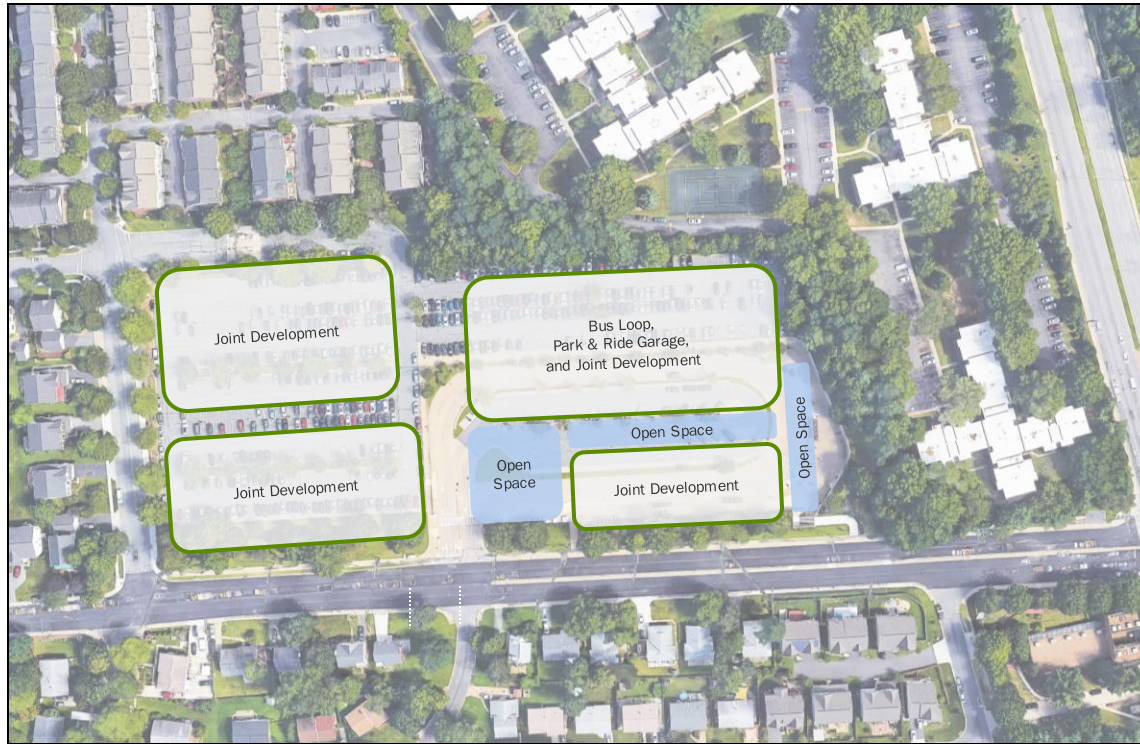 Joint Development
Bus Loop,
Park & Ride Garage,
and Joint Development
Open Space
Open Space
Joint Development
Open
Space
Joint Development